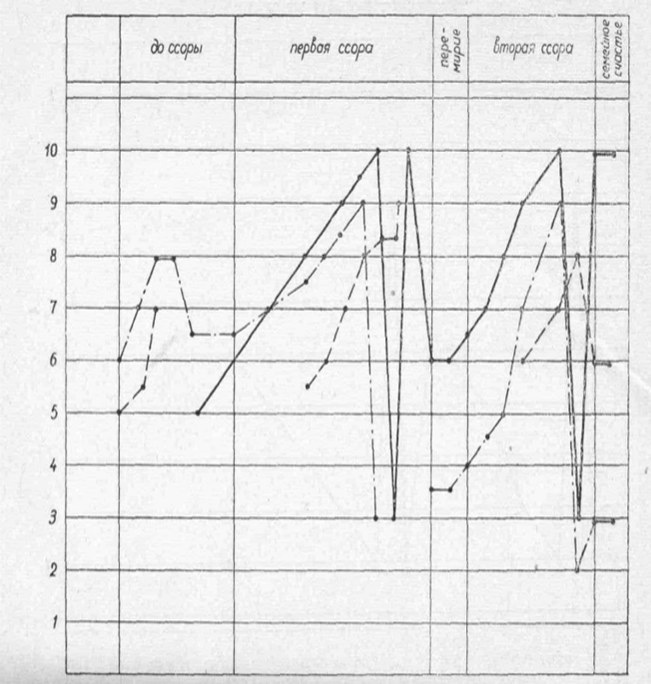 до ссоры
первая ссора
пере-
мирие
вторая ссора
семейное
счастье
10
9
8
7
6
5
4
3
2
1